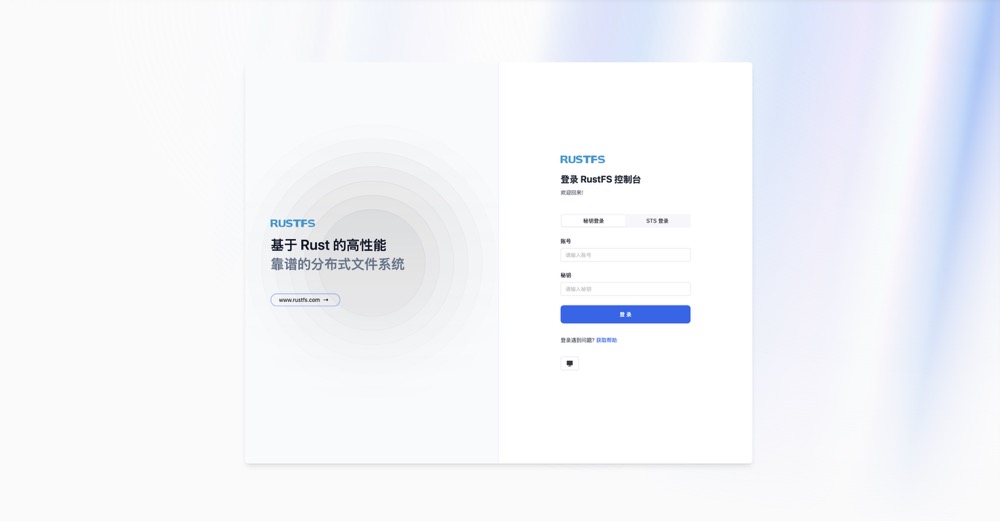 RUSTFS
基于 Rust 的高性能
靠谱的分布式文件系统
www.rustfs.com →
RUSTFS
登录 RustFS 控制台
欢迎回来!
秘钥登录
STS 登录
账号
请输入账号
秘钥
请输入秘钥
登 录
登录遇到问题? 获取帮助